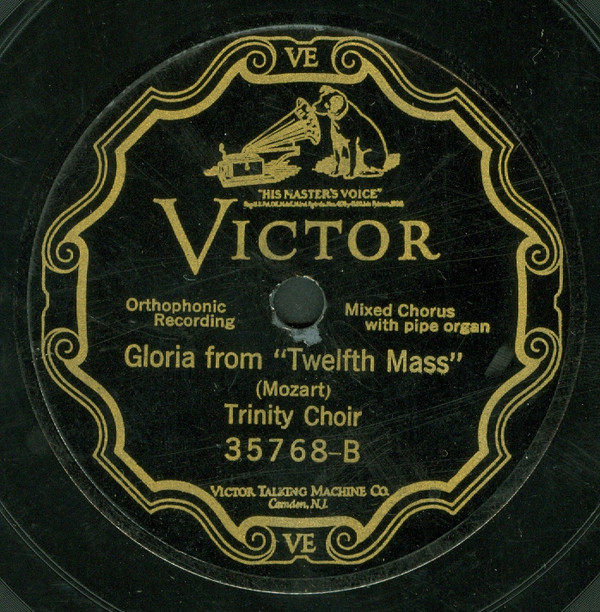 VE
"HIS MASTER'S VOICE"
VICTOR
Orthophonic
Recording
Mixed Chorus
with pipe organ
Gloria from "Twelfth Mass"
(Mozart)
Trinity Choir
35768-B
VICTOR TALKING MACHINE CO.
Camden, N.J.
VE